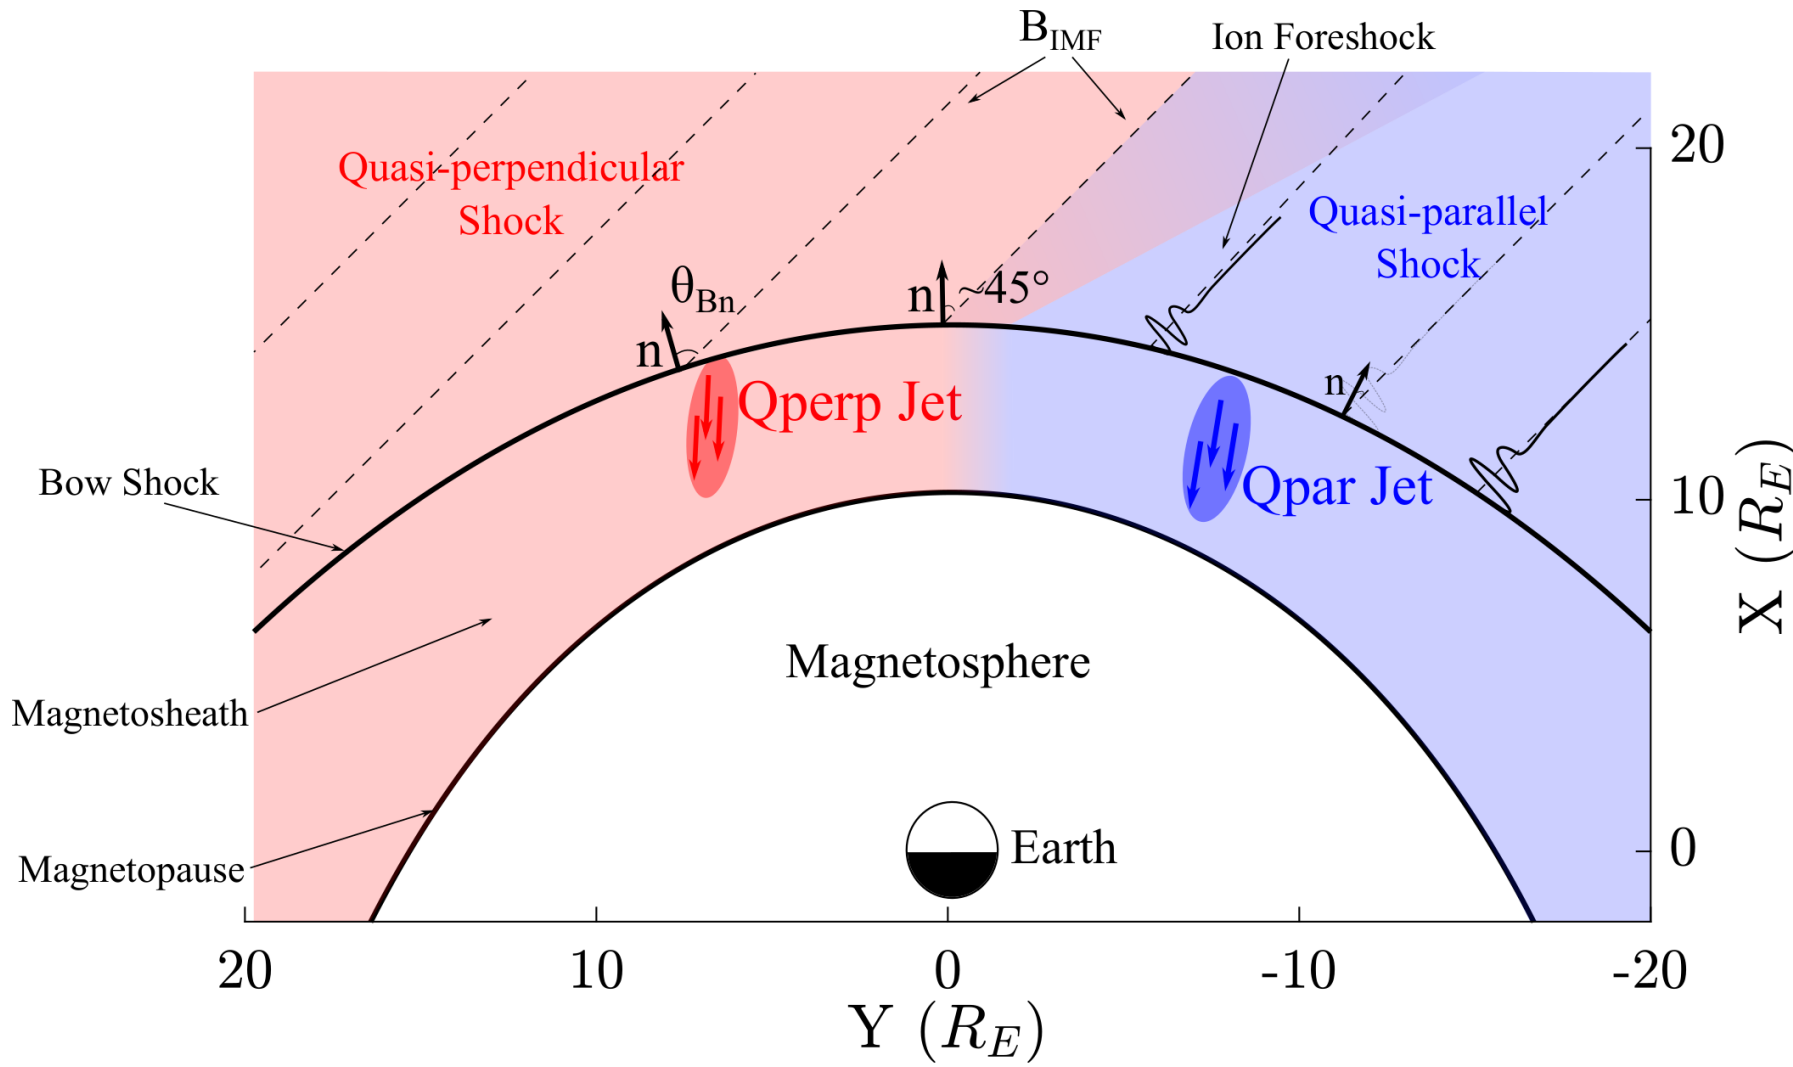 B_IMF
Ion Foreshock
Quasi-perpendicular
Shock
20
Quasi-parallel
Shock
θ_Bn
n
n
~45°
n
Qperp Jet
Qpar Jet
Bow Shock
10
X (R_E)
Magnetosphere
Magnetosheath
Earth
0
Magnetopause
20
10
0
-10
-20
Y (R_E)